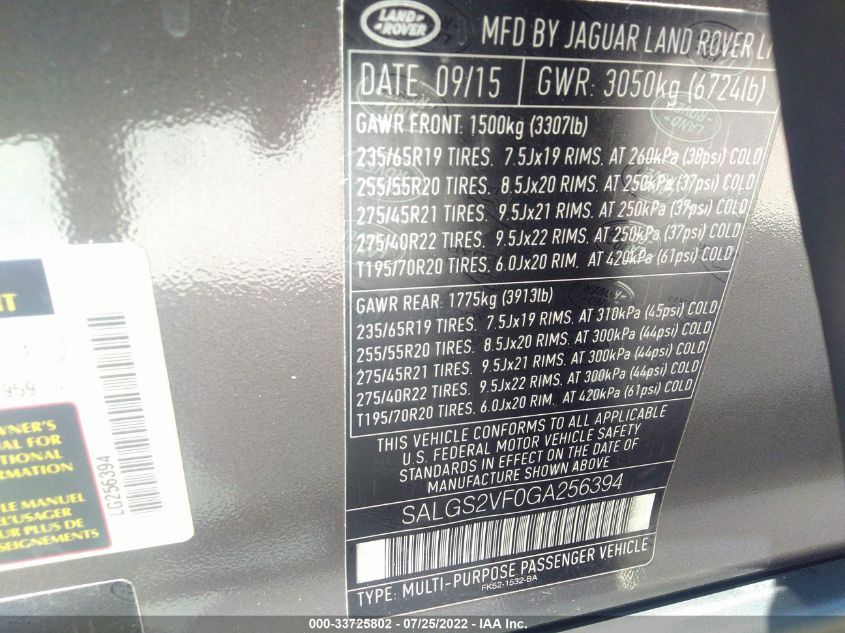 LAND ROVER
MFD BY JAGUAR LAND ROVER
DATE 09/15 GWR: 3050kg (6724lb)
GAWR FRONT: 1500kg (3307lb)
235/65R19 TIRES. 7.5Jx19 RIMS. AT 260kPa (38psi) COLD
255/55R20 TIRES. 8.5Jx20 RIMS. AT 250kPa (37psi) COLD
275/45R21 TIRES. 9.5Jx21 RIMS. AT 250kPa (37psi) COLD
275/40R22 TIRES. 9.5Jx22 RIMS. AT 250kPa (37psi) COLD
T195/70R20 TIRES. 6.0Jx20 RIM. AT 420kPa (61psi) COLD
GAWR REAR: 1775kg (3913lb)
235/65R19 TIRES. 7.5Jx19 RIMS. AT 310kPa (45psi) COLD
255/55R20 TIRES. 8.5Jx20 RIMS. AT 300kPa (44psi) COLD
275/45R21 TIRES. 9.5Jx21 RIMS. AT 300kPa (44psi) COLD
275/40R22 TIRES. 9.5Jx22 RIMS. AT 300kPa (44psi) COLD
T195/70R20 TIRES. 6.0Jx20 RIM. AT 420kPa (61psi) COLD
THIS VEHICLE CONFORMS TO ALL APPLICABLE
U.S. FEDERAL MOTOR VEHICLE SAFETY
STANDARDS IN EFFECT ON THE DATE OF
MANUFACTURE SHOWN ABOVE
SALGS2VF0GA256394
TYPE: MULTI-PURPOSE PASSENGER VEHICLE
FK52-1532-BA
959
FOR
MANUEL
PLUS DE
LG256394
000-33725802 - 07/25/2022 - IAA Inc.